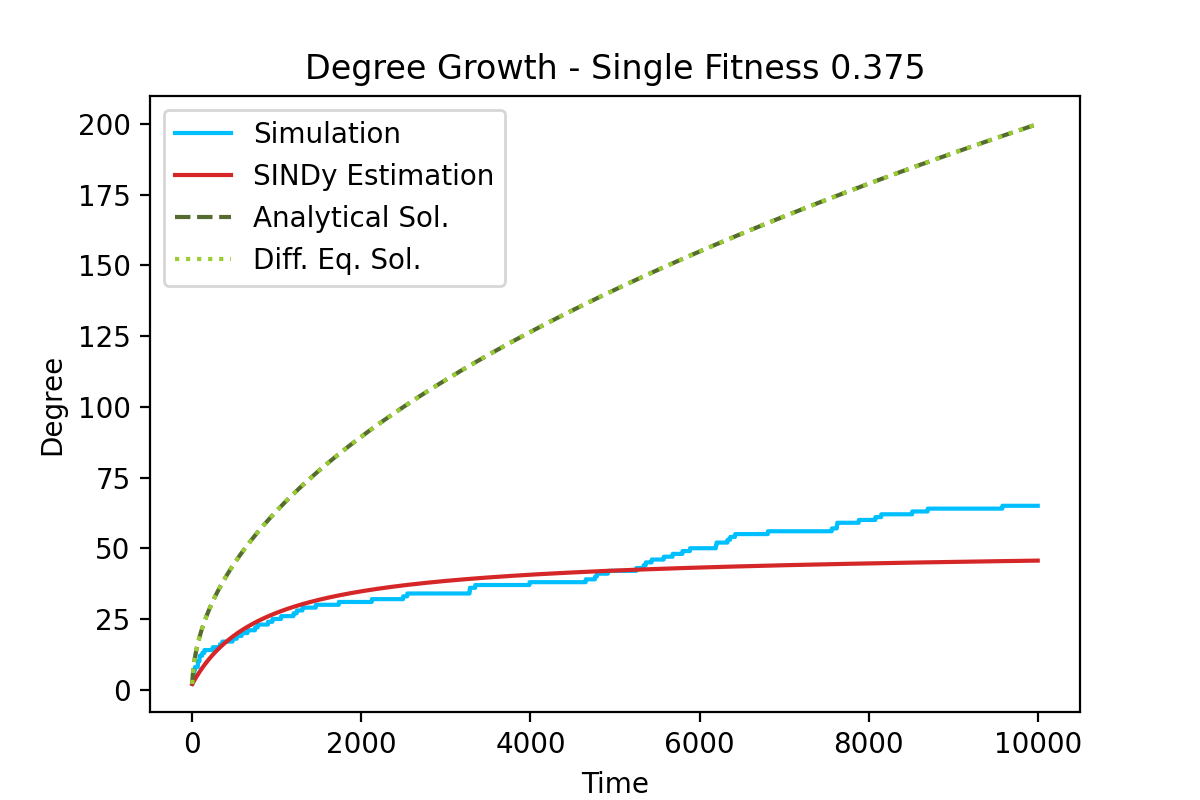 Degree Growth - Single Fitness 0.375
Simulation
SINDy Estimation
Analytical Sol.
Diff. Eq. Sol.
200
175
150
125
100
75
50
25
0
Degree
0 2000 4000 6000 8000 10000
Time